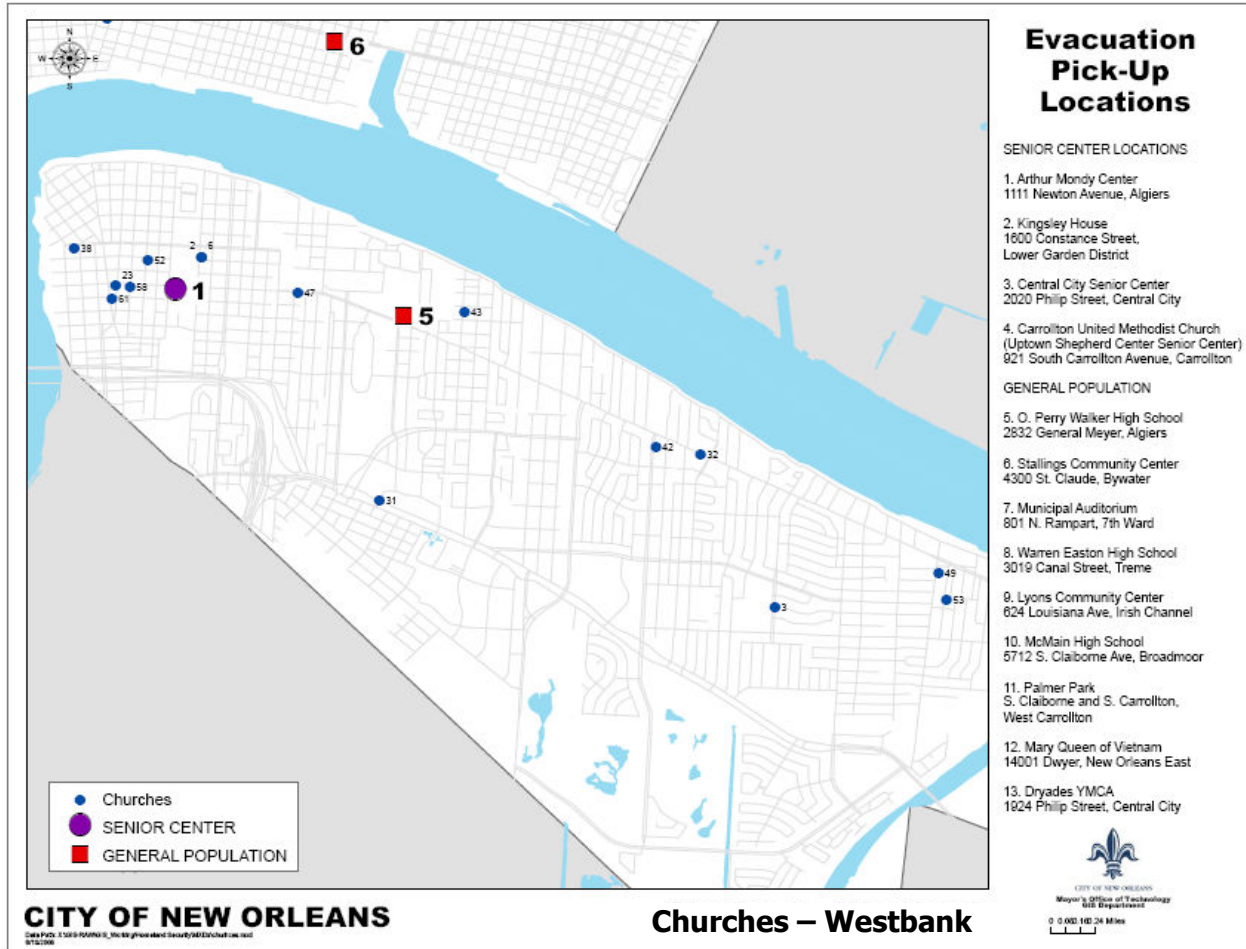 N
W
E
S
6
38
52
2 6
23
58
61
1
47
5
43
42
32
31
49
53
3
Churches
SENIOR CENTER
GENERAL POPULATION
CITY OF NEW ORLEANS
Churches – Westbank
Evacuation
Pick-Up
Locations
SENIOR CENTER LOCATIONS
1. Arthur Mondy Center
1111 Newton Avenue, Algiers
2. Kingsley House
1600 Constance Street,
Lower Garden District
3. Central City Senior Center
2020 Philip Street, Central City
4. Carrollton United Methodist Church
(Uptown Shepherd Center Senior Center)
921 South Carrollton Avenue, Carrollton
GENERAL POPULATION
5. O. Perry Walker High School
2832 General Meyer, Algiers
6. Stallings Community Center
4300 St. Claude, Bywater
7. Municipal Auditorium
801 N. Rampart, 7th Ward
8. Warren Easton High School
3019 Canal Street, Treme
9. Lyons Community Center
624 Louisiana Ave, Irish Channel
10. McMain High School
5712 S. Claiborne Ave, Broadmoor
11. Palmer Park
S. Claiborne and S. Carrollton,
West Carrollton
12. Mary Queen of Vietnam
14001 Dwyer, New Orleans East
13. Dryades YMCA
1924 Philip Street, Central City
CITY OF NEW ORLEANS
Mayor's Office of Technology
GIS Department
Miles